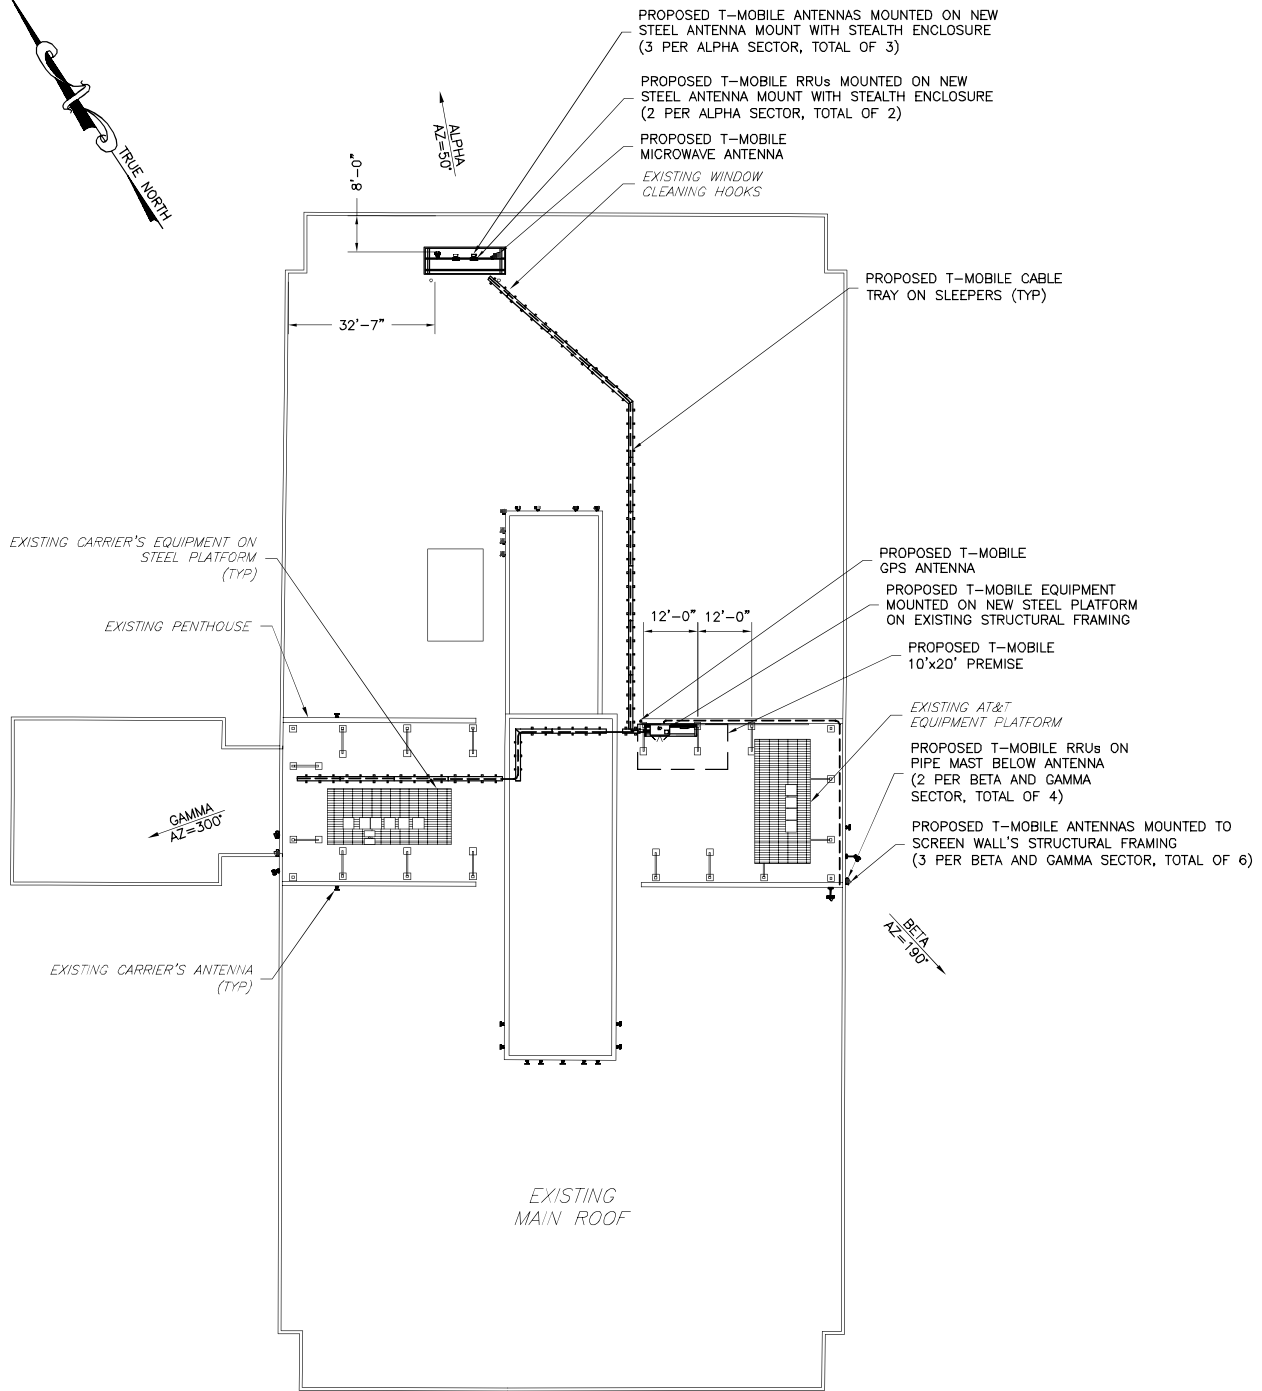 PROPOSED T-MOBILE ANTENNAS MOUNTED ON NEW
STEEL ANTENNA MOUNT WITH STEALTH ENCLOSURE
(3 PER ALPHA SECTOR, TOTAL OF 3)
PROPOSED T-MOBILE RRUs MOUNTED ON NEW
STEEL ANTENNA MOUNT WITH STEALTH ENCLOSURE
(2 PER ALPHA SECTOR, TOTAL OF 2)
PROPOSED T-MOBILE
MICROWAVE ANTENNA
EXISTING WINDOW
CLEANING HOOKS
TRUE NORTH
ALPHA
AZ=50°
8'-0"
32'-7"
PROPOSED T-MOBILE CABLE
TRAY ON SLEEPERS (TYP)
EXISTING CARRIER'S EQUIPMENT ON
STEEL PLATFORM
(TYP)
EXISTING PENTHOUSE
PROPOSED T-MOBILE
GPS ANTENNA
PROPOSED T-MOBILE EQUIPMENT
MOUNTED ON NEW STEEL PLATFORM
ON EXISTING STRUCTURAL FRAMING
12'-0"
12'-0"
PROPOSED T-MOBILE
10'x20' PREMISE
EXISTING AT&T
EQUIPMENT PLATFORM
PROPOSED T-MOBILE RRUs ON
PIPE MAST BELOW ANTENNA
(2 PER BETA AND GAMMA
SECTOR, TOTAL OF 4)
PROPOSED T-MOBILE ANTENNAS MOUNTED TO
SCREEN WALL'S STRUCTURAL FRAMING
(3 PER BETA AND GAMMA SECTOR, TOTAL OF 6)
GAMMA
AZ=300°
BETA
AZ=190°
EXISTING CARRIER'S ANTENNA
(TYP)
EXISTING
MAIN ROOF